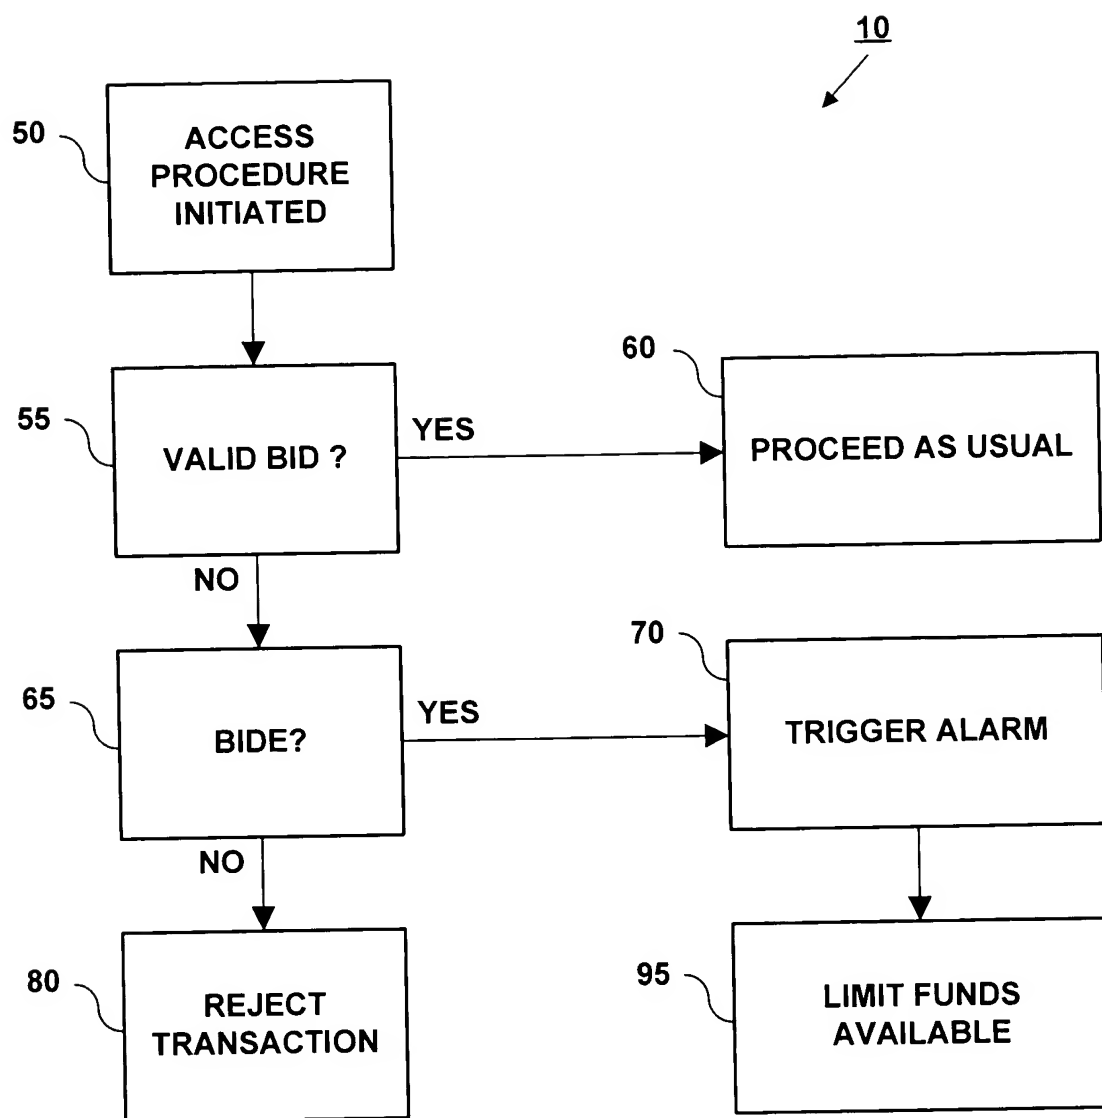 10
50
ACCESS
PROCEDURE
INITIATED
60
55
VALID BID ?
YES
PROCEED AS USUAL
NO
70
65
BIDE?
YES
TRIGGER ALARM
NO
80
REJECT
TRANSACTION
95
LIMIT FUNDS
AVAILABLE